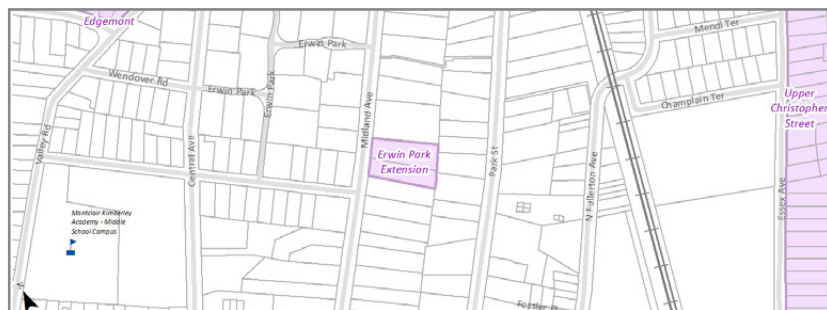 Edgemont
Mendl Ter
Erwin Park
Wendover Rd
Erwin Park
Erwin Park
Midland Ave
Champlain Ter
Upper
Christopher
Street
Valley Rd
Central Ave
Erwin Park
Extension
Park St
N Fullerton Ave
Essex Ave
Montclair Kimberley
Academy - Middle
School Campus